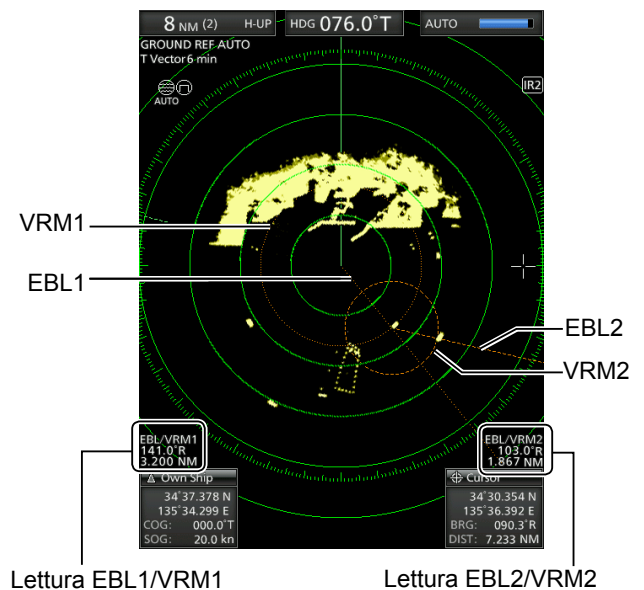 8 NM (2) H-UP HDG 076.0°T AUTO
GROUND REF AUTO
T Vector 6 min
AUTO
IR2
VRM1
EBL1
EBL2
VRM2
EBL/VRM1
141.0°R
3.200 NM
EBL/VRM2
103.0°R
1.867 NM
Own Ship
34°37.378 N
135°34.299 E
COG: 000.0°T
SOG: 20.0 kn
Cursor
34°30.354 N
135°36.392 E
BRG: 090.3°R
DIST: 7.233 NM
Lettura EBL1/VRM1
Lettura EBL2/VRM2